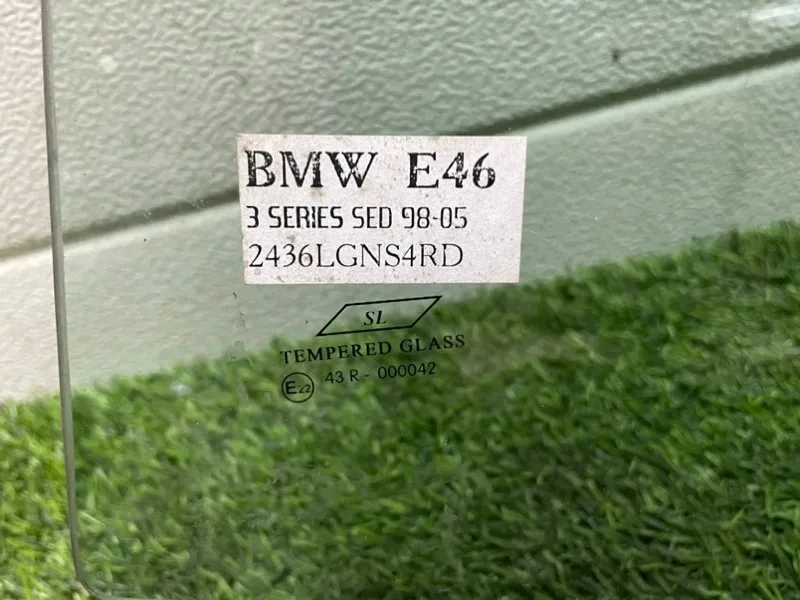 BMW E46
3 SERIES SED 98-05
2436LGNS4RD
SL
TEMPERED GLASS
E22 43 R - 000042